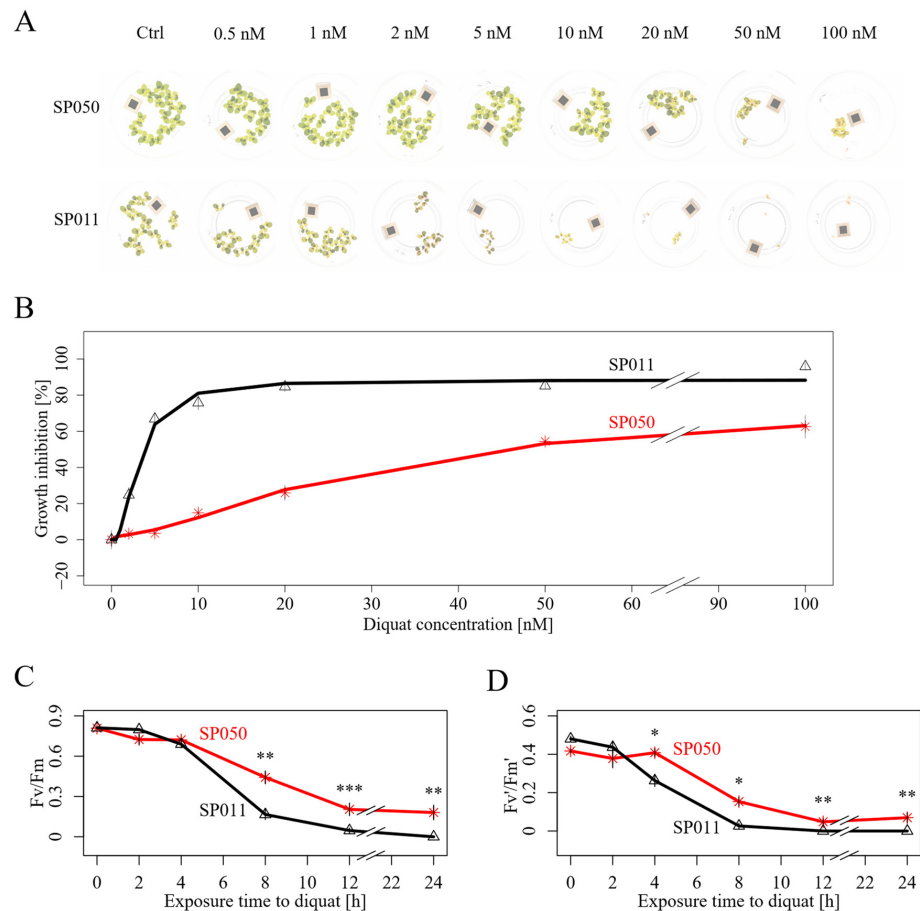 A
Ctrl 0.5 nM 1 nM 2 nM 5 nM 10 nM 20 nM 50 nM 100 nM
SP050
SP011
B
Growth inhibition [%]
100
80
60
40
20
0
−20
SP011
SP050
0 10 20 30 40 50 60 90 100
Diquat concentration [nM]
C
Fv/Fm
0.9
0.6
0.3
0
SP050
SP011
**
***
**
0 2 4 6 8 10 12 24
Exposure time to diquat [h]
D
Fv'/Fm'
0.6
0.4
0.2
0
SP050
SP011
*
*
**
**
0 2 4 6 8 10 12 24
Exposure time to diquat [h]